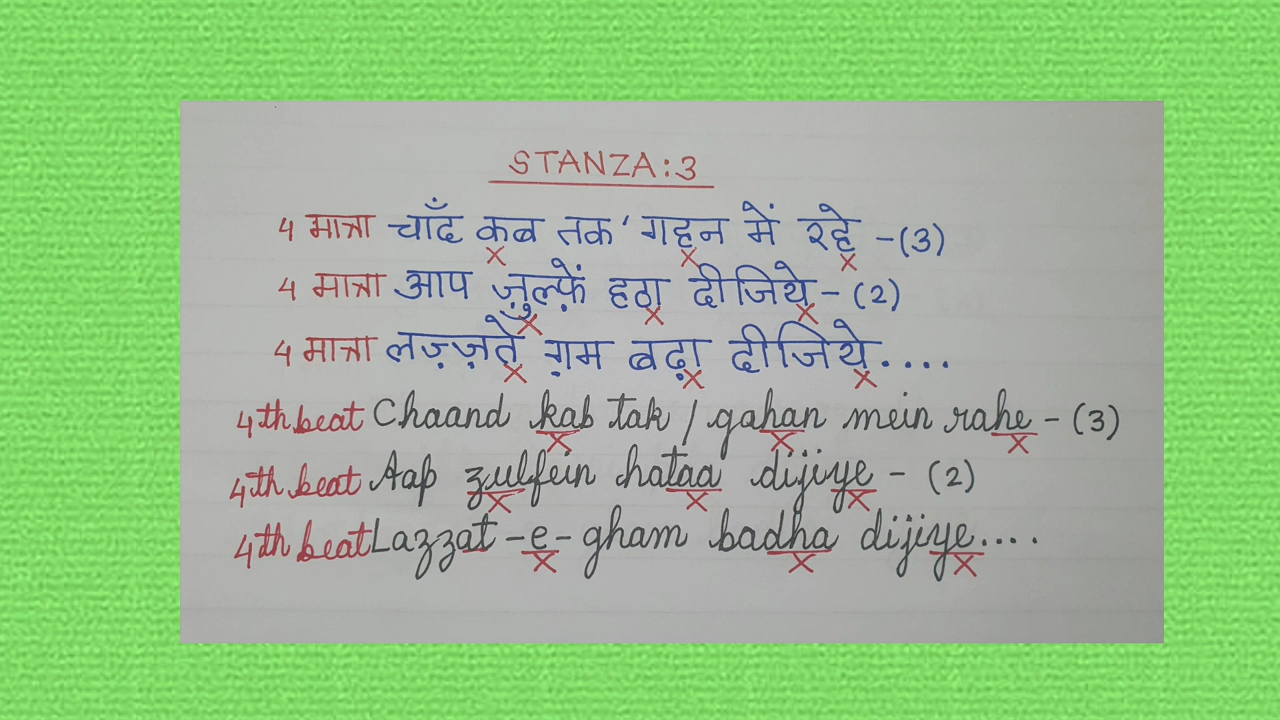 STANZA:3
4 मात्रा चाँद कब तक ' गहन में रहे -(3)
4 मात्रा आप ज़ुल्फ़ें हठा दीजिये - (2)
4 मात्रा लज़्ज़ते ग़म बढ़ा दीजिये....
4th beat Chaand kab tak / gahan mein rahe - (3)
4th beat Aap zulfein hataa dijiye - (2)
4th beat Lazzat-e-gham badha dijiye....